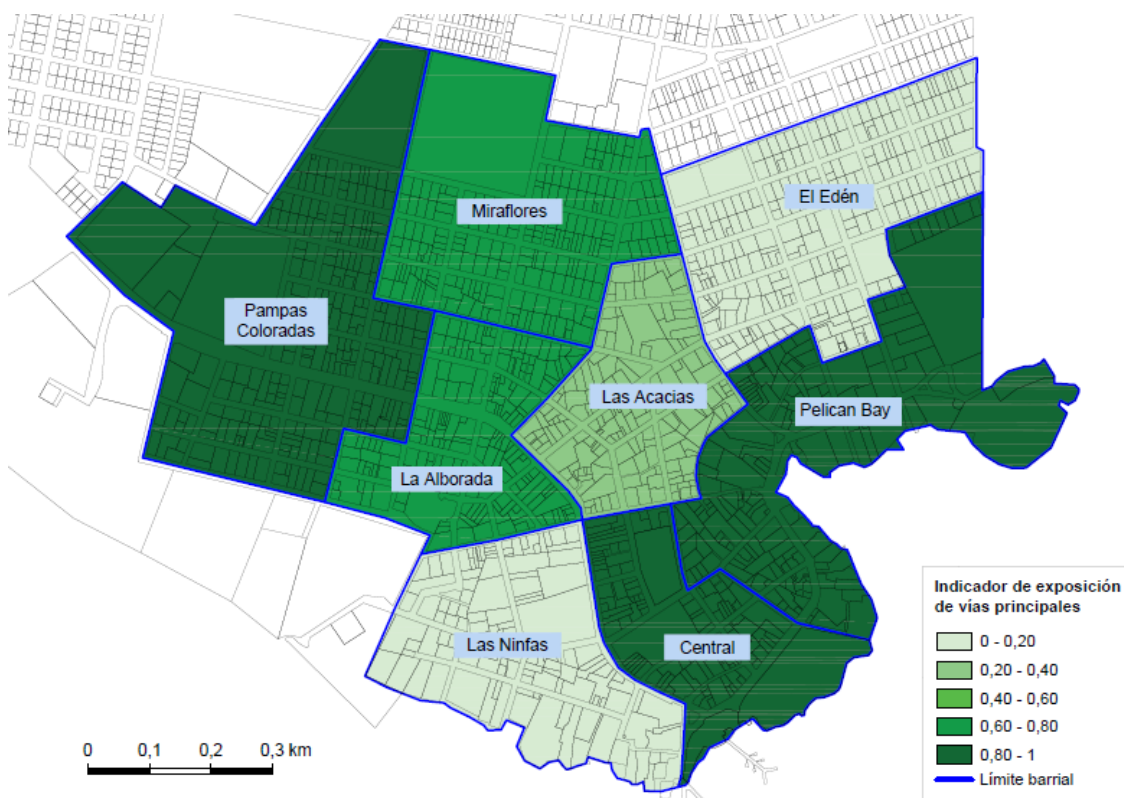 El Edén
Miraflores
Pampas
Coloradas
Las Acacias
Pelican Bay
La Alborada
Las Ninfas
Central
Indicador de exposición
de vías principales
0 - 0,20
0,20 - 0,40
0,40 - 0,60
0,60 - 0,80
0,80 - 1
Límite barrial
0 0,1 0,2 0,3 km